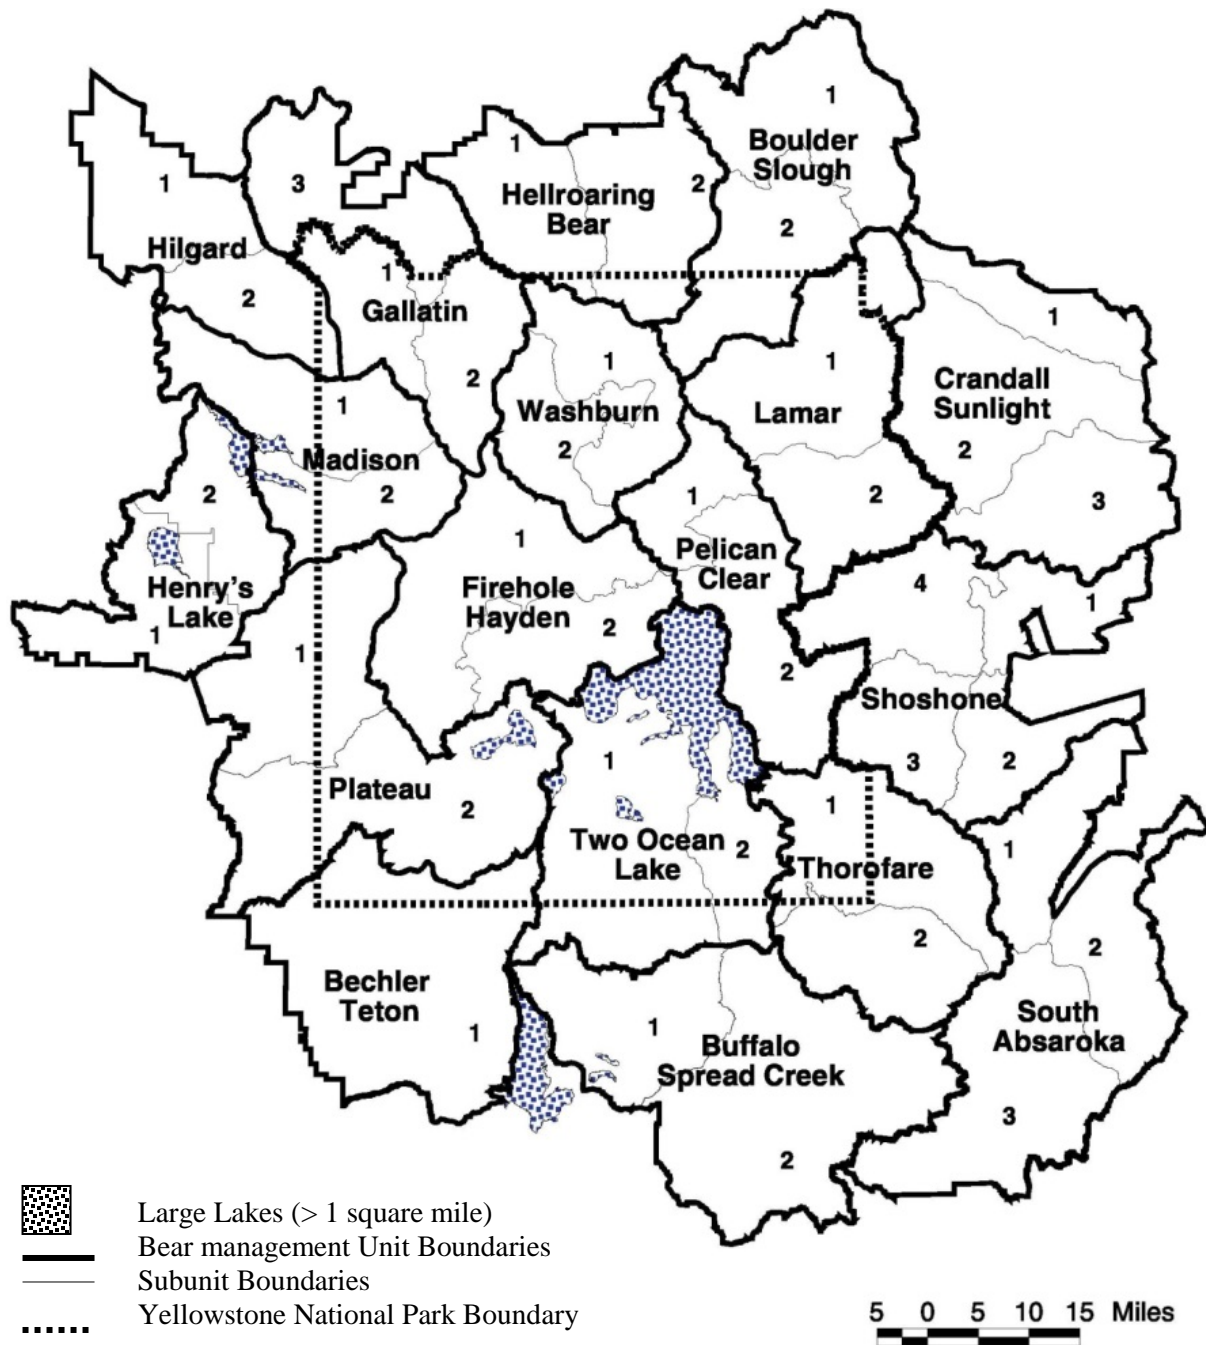 1
Boulder
Slough
1
2
Hellroaring
Bear
2
1
3
Hilgard
2
1
Gallatin
2
1
Washburn
2
1
Lamar
2
1
Crandall
Sunlight
2
3
1
Madison
2
2
Henry's
Lake
1
1
Pelican
Clear
2
1
Firehole
Hayden
2
4
1
Shoshone
3
2
1
Plateau
2
1
Two Ocean
Lake
2
1
Thorofare
2
1
2
South
Absaroka
3
Bechler
Teton
1
1
Buffalo
Spread Creek
2
Large Lakes (> 1 square mile)
Bear management Unit Boundaries
Subunit Boundaries
Yellowstone National Park Boundary
5 0 5 10 15 Miles